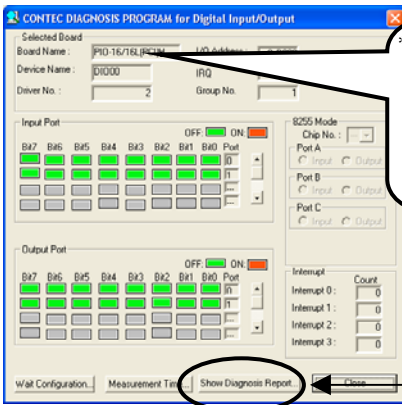 CONTEC DIAGNOSIS PROGRAM for Digital Input/Output
Selected Board
Board Name : PIO-16/16L(PCI)H
Device Name : DIO00 IRQ
Driver No. : 2 Group No. 1
Input Port
OFF: ON:
Bit7 Bit6 Bit5 Bit4 Bit3 Bit2 Bit1 Bit0 Port
0
1
8255 Mode
Chip No. :
Port A
Input Output
Port B
Input Output
Port C
Input Output
Output Port
OFF: ON:
Bit7 Bit6 Bit5 Bit4 Bit3 Bit2 Bit1 Bit0 Port
0
1
Interrupt
Count
Interrupt 0 : 0
Interrupt 1 : 0
Interrupt 2 : 0
Interrupt 3 : 0
Wait Configuration... Show Diagnosis Report... Close